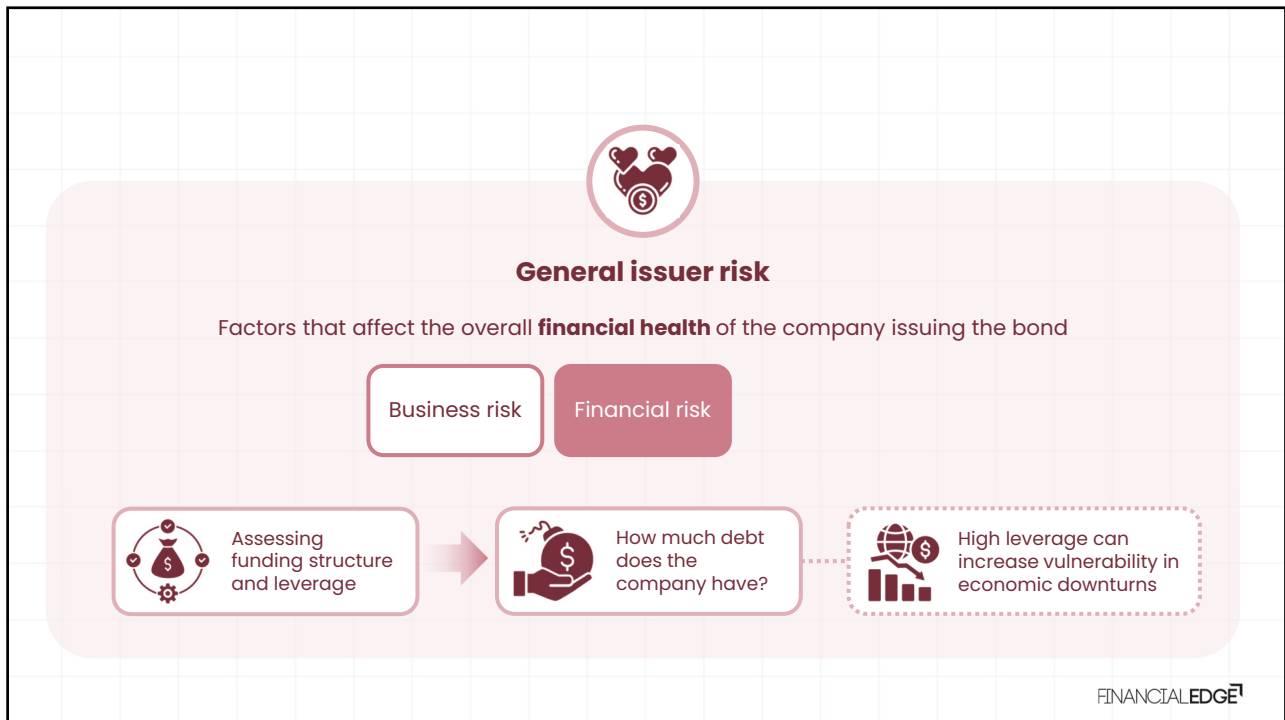 General issuer risk
Factors that affect the overall financial health of the company issuing the bond
Business risk
Financial risk
Assessing
funding structure
and leverage
How much debt
does the
company have?
High leverage can
increase vulnerability in
economic downturns
FINANCIALEDGE